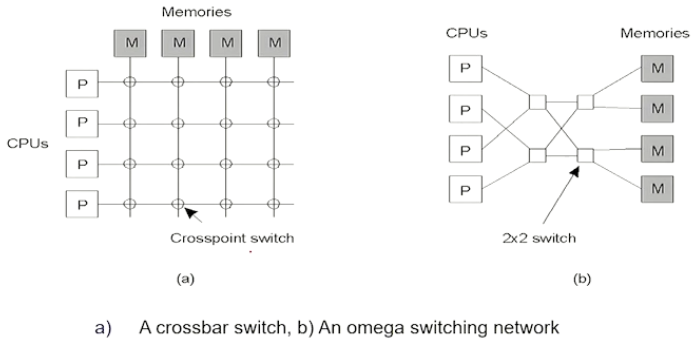 Memories
M M M M
P
P
CPUs
P
P
Crosspoint switch
(a)
CPUs Memories
P M
P M
P M
P M
2x2 switch
(b)
a) A crossbar switch, b) An omega switching network